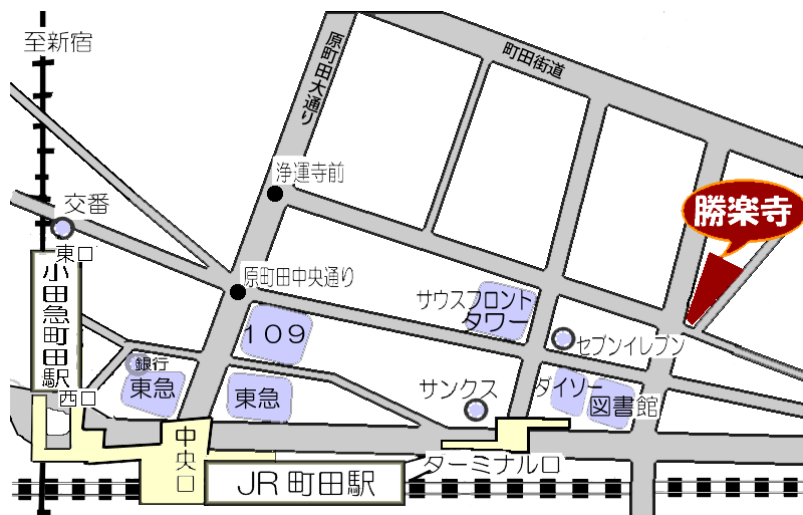 至新宿
原町田大通り
町田街道
浄運寺前
勝楽寺
交番
東口
原町田中央通り
小田急町田駅
サウスフロント
タワー
109
セブンイレブン
銀行
東急
東急
サンクス
ダイソー
図書館
西口
中央口
ターミナル口
JR町田駅